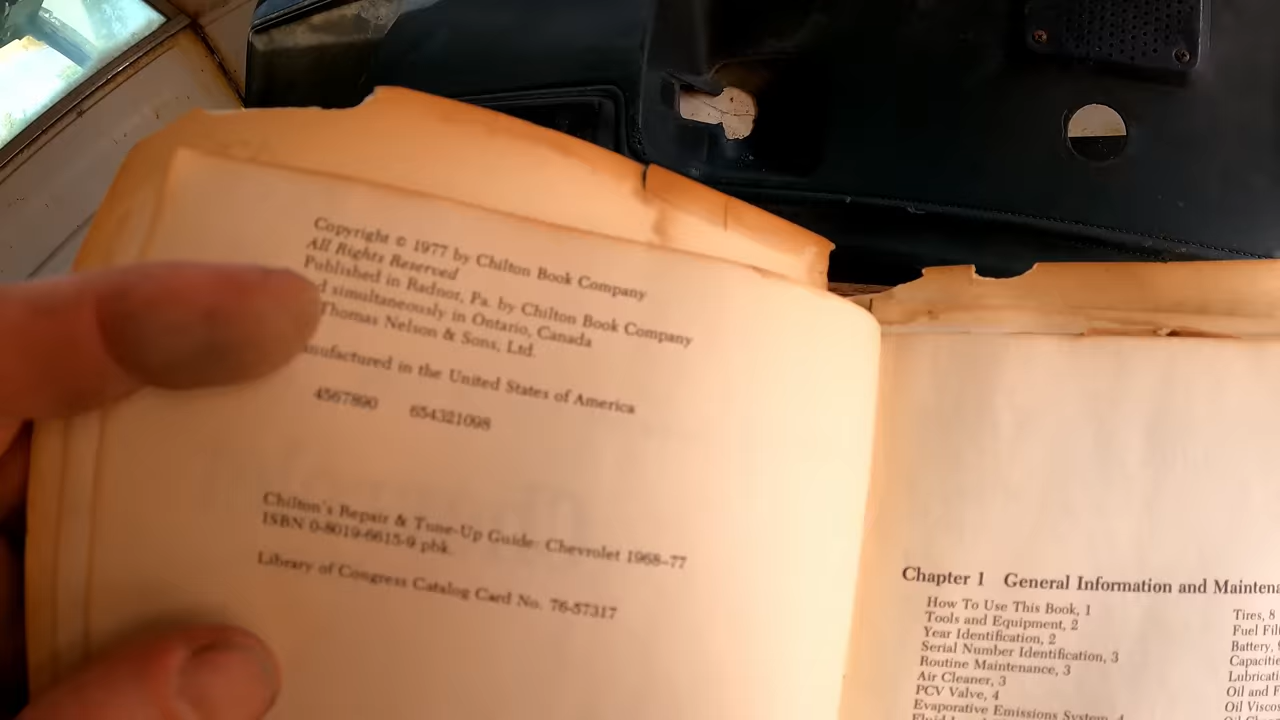 Copyright © 1977 by Chilton Book Company
All Rights Reserved
Published in Radnor, Pa. by Chilton Book Company
simultaneously in Ontario, Canada
Thomas Nelson & Sons, Ltd.
nufactured in the United States of America
4567890 654321098
Chilton's Repair & Tune-Up Guide: Chevrolet 1968–77
ISBN 0-8019-6615-9 pbk.
Library of Congress Catalog Card No. 76-57317
Chapter 1 General Information and Maintena
How To Use This Book, 1
Tools and Equipment, 2
Year Identification, 2
Serial Number Identification, 3
Routine Maintenance, 3
Air Cleaner, 3
PCV Valve, 4
Evaporative Emissions System, 4
Tires, 8
Fuel Fil
Battery, 9
Capaciti
Lubricati
Oil and F
Oil Visco